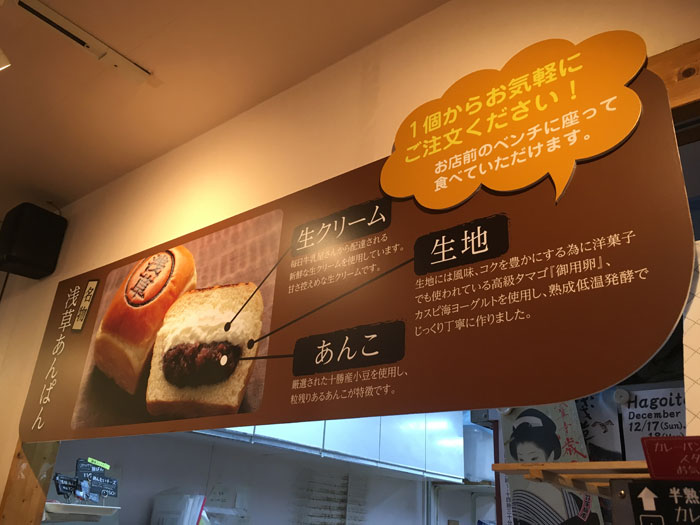 1個からお気軽に
ご注文ください！
お店前のベンチに座って
食べていただけます。
名物
浅草あんぱん
浅草
生クリーム
毎日牛乳屋さんから配達される
新鮮な生クリームを使用しています。
甘さ控えめな生クリームです。
生地
生地には風味、コクを豊かにする為に洋菓子
でも使われている高級タマゴ『御用卵』、
カスピ海ヨーグルトを使用し、熟成低温発酵で
じっくり丁寧に作りました。
あんこ
厳選された十勝産小豆を使用し、
粒残りあるあんこが特徴です。
Hagoit
December
12/17(Sun)
カレーパン
半熟
カレ